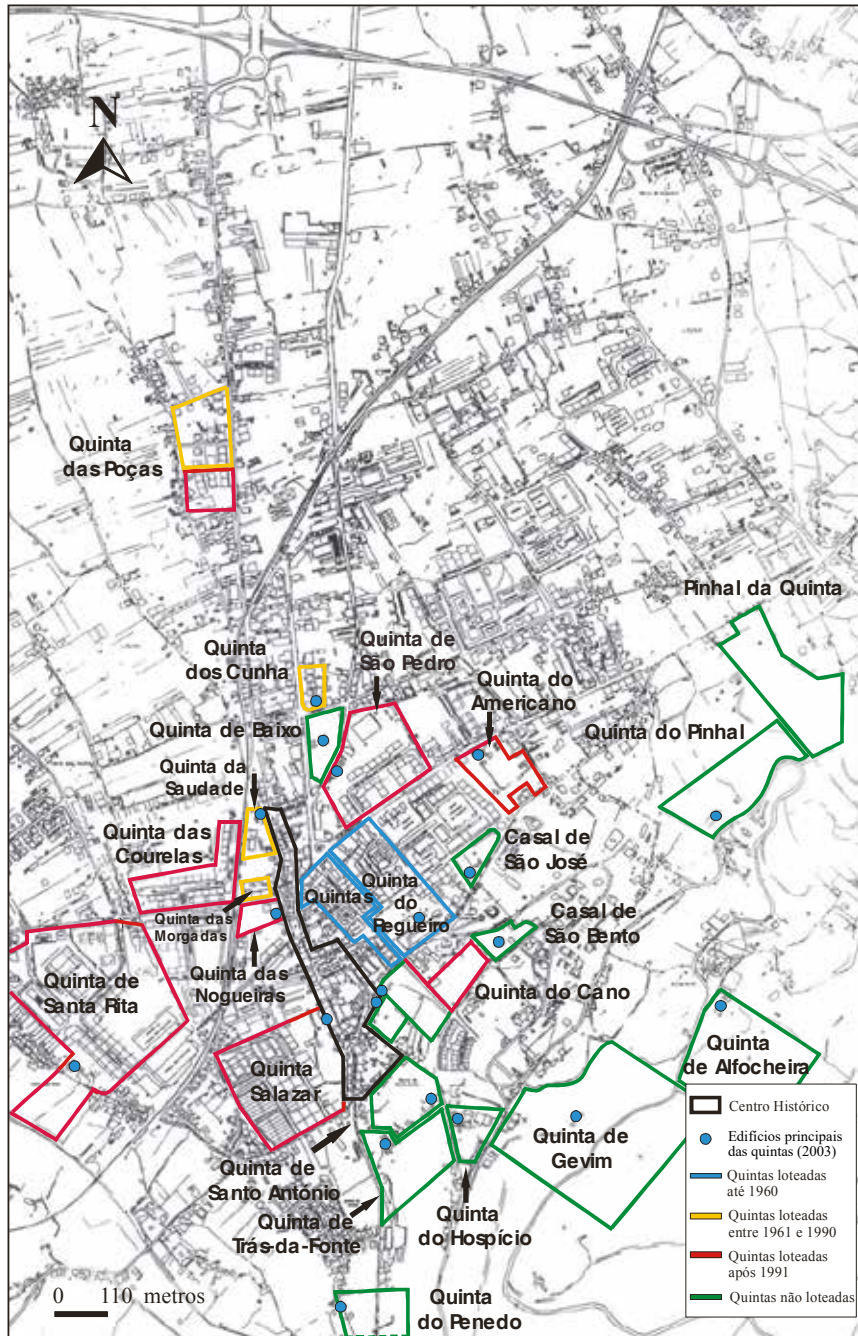 N
Quinta
das Poças
Pinhal da Quinta
Quinta
dos Cunha
Quinta de
São Pedro
Quinta do
Americano
Quinta de Baixo
Quinta do Pinhal
Quinta da
Saudade
Quinta das
Courelas
Casal de
São José
Quintas
Quinta
do
Regueiro
Quinta das
Morgadas
Casal de
São Bento
Quinta das
Nogueiras
Quinta de
Santa Rita
Quinta do Cano
Quinta
de Alfocheira
Quinta
Salazar
Quinta de
Gevim
Quinta de
Santo António
Quinta de
Trás-da-Fonte
Quinta
do Hospício
Quinta
do Penedo
Centro Histórico
Edifícios principais
das quintas (2003)
Quintas loteadas
até 1960
Quintas loteadas
entre 1961 e 1990
Quintas loteadas
após 1991
Quintas não loteadas
0 110 metros